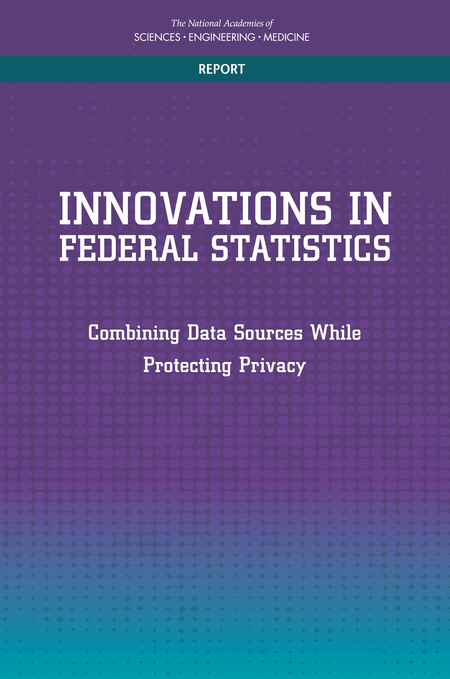 The National Academies of
SCIENCES • ENGINEERING • MEDICINE
REPORT
INNOVATIONS IN
FEDERAL STATISTICS
Combining Data Sources While
Protecting Privacy